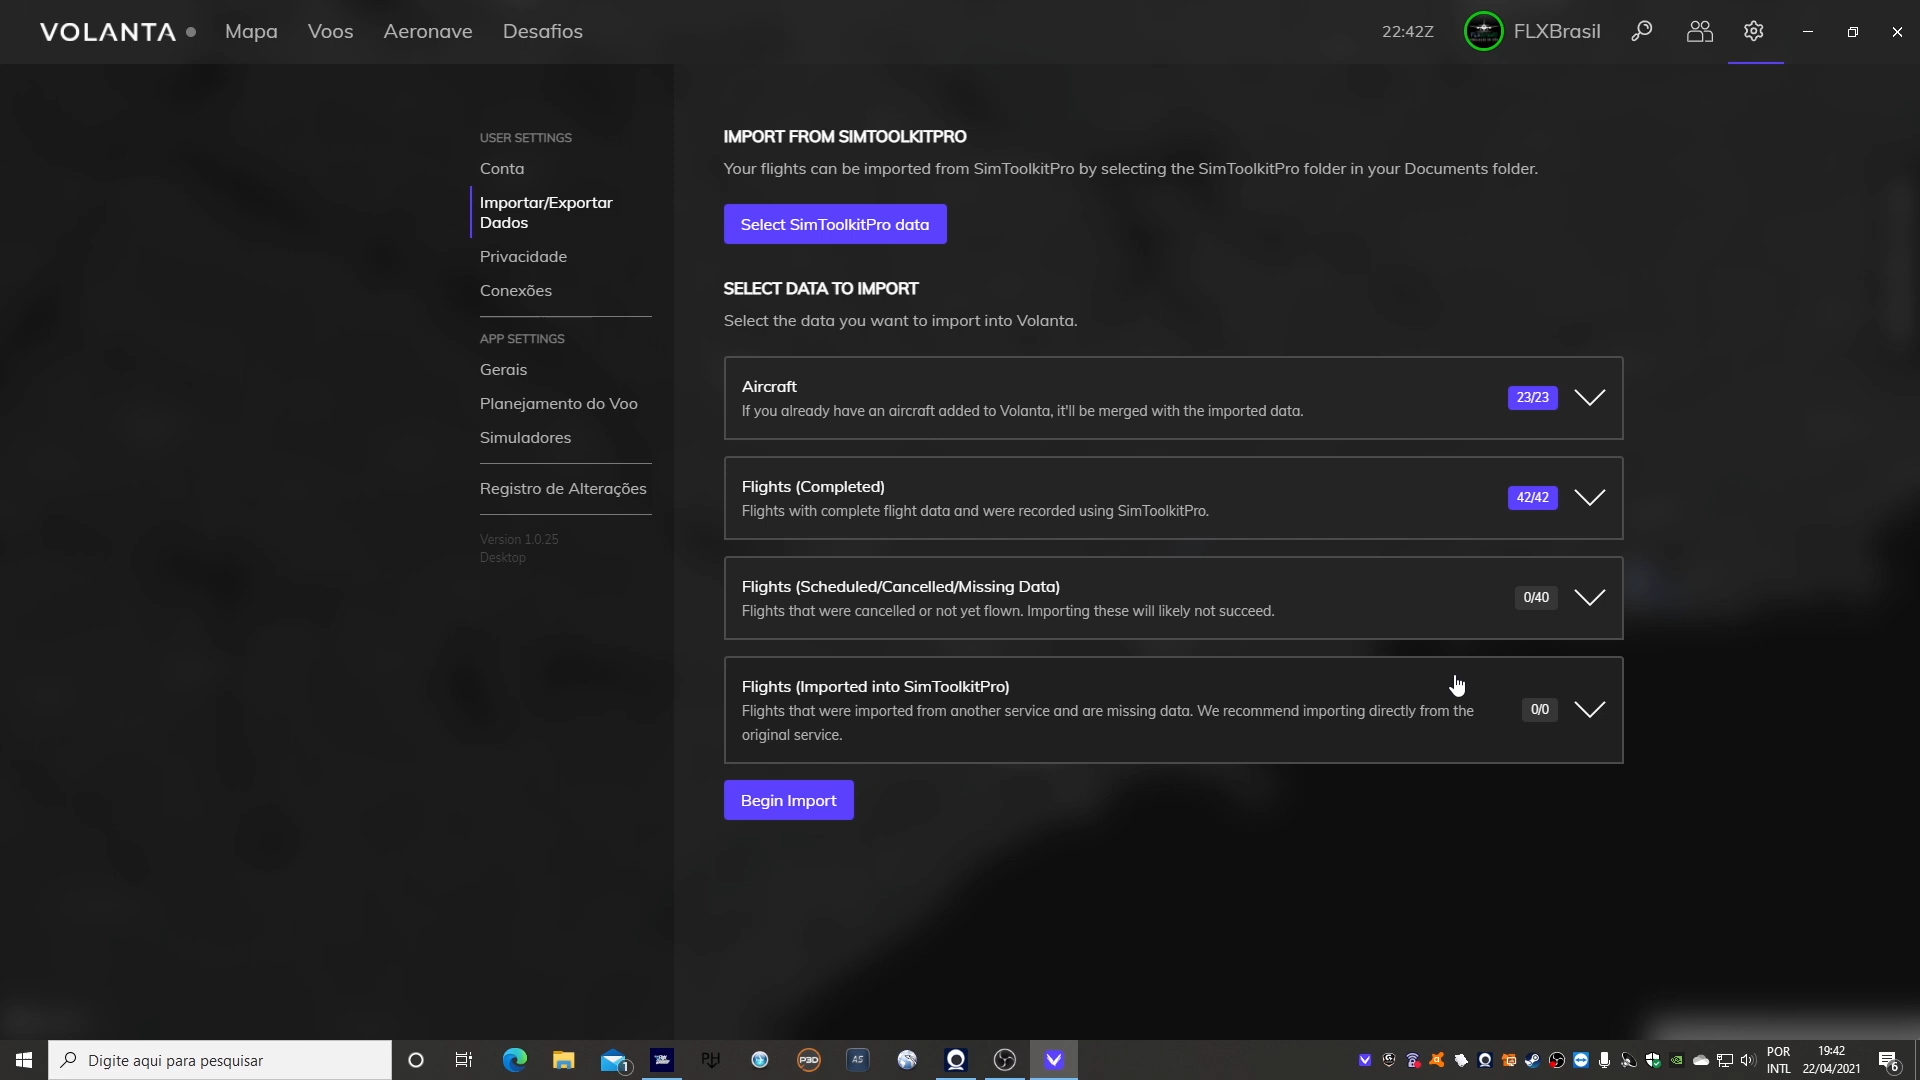 VOLANTA
Mapa
Voos
Aeronave
Desafios
22:42Z
FLXBrasil
USER SETTINGS
Conta
Importar/Exportar
Dados
Privacidade
Conexões
APP SETTINGS
Gerais
Planejamento do Voo
Simuladores
Registro de Alterações
Version 1.0.25
Desktop
IMPORT FROM SIMTOOLKITPRO
Your flights can be imported from SimToolkitPro by selecting the SimToolkitPro folder in your Documents folder.
Select SimToolkitPro data
SELECT DATA TO IMPORT
Select the data you want to import into Volanta.
Aircraft
If you already have an aircraft added to Volanta, it'll be merged with the imported data.
23/23
Flights (Completed)
Flights with complete flight data and were recorded using SimToolkitPro.
42/42
Flights (Scheduled/Cancelled/Missing Data)
Flights that were cancelled or not yet flown. Importing these will likely not succeed.
0/40
Flights (Imported into SimToolkitPro)
Flights that were imported from another service and are missing data. We recommend importing directly from the
original service.
0/0
Begin Import
Digite aqui para pesquisar
1
P3D
AS
POR
INTL
19:42
22/04/2021
6